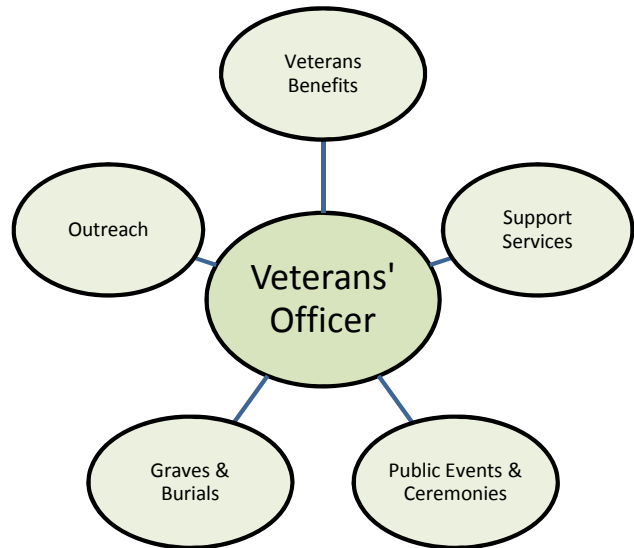 Veterans
Benefits
Outreach
Support
Services
Veterans'
Officer
Graves &
Burials
Public Events &
Ceremonies